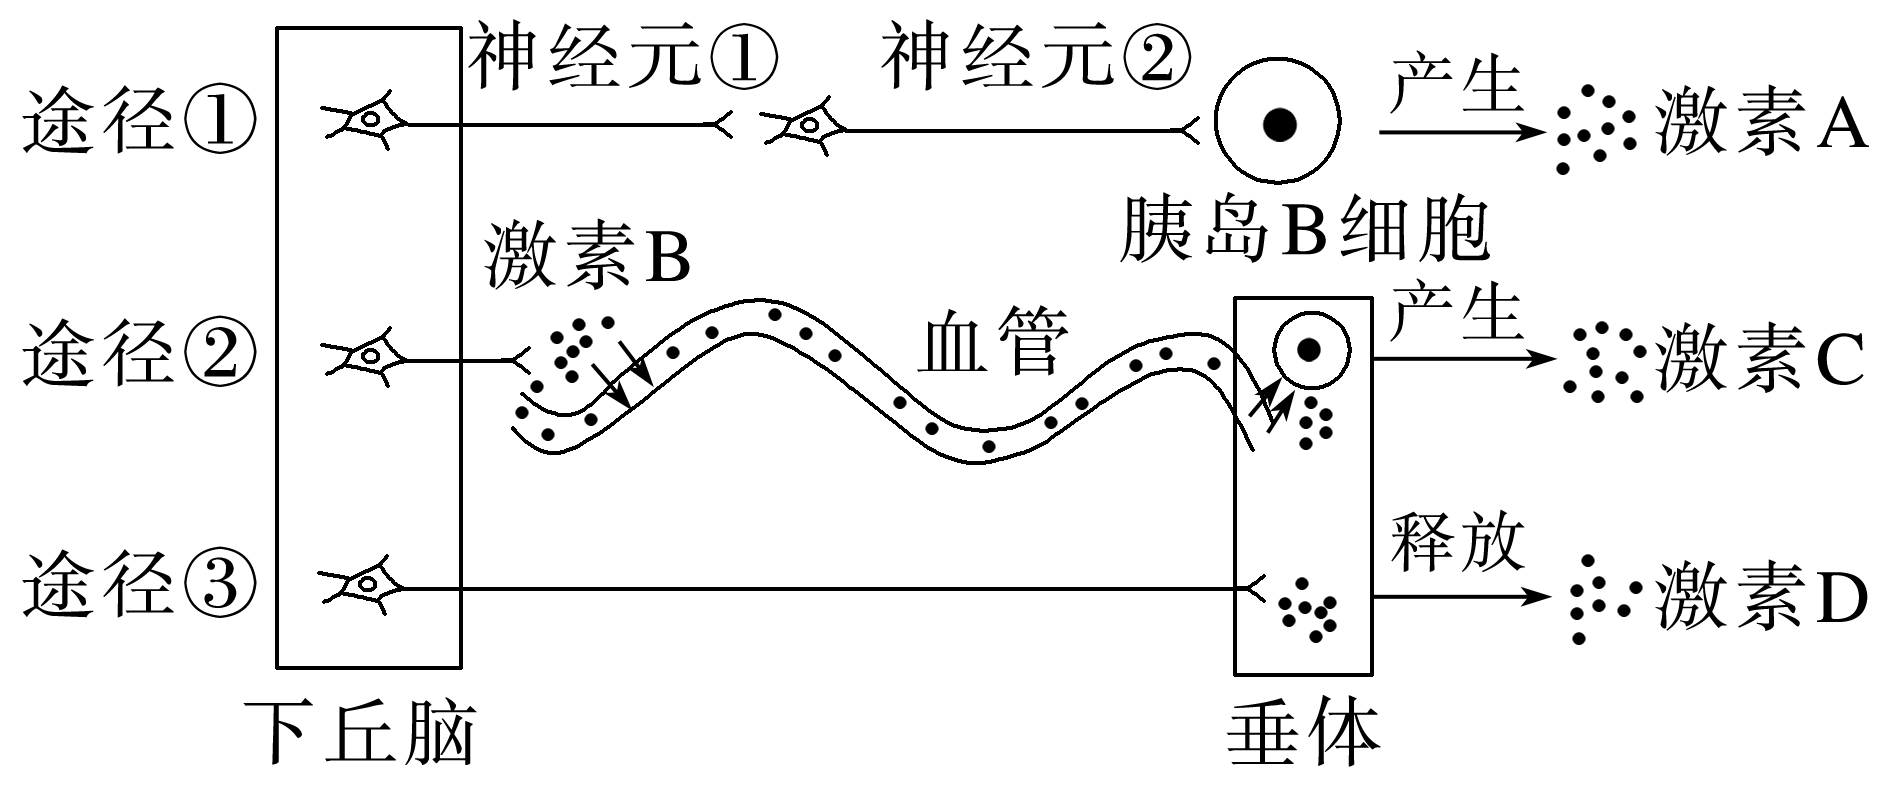 神经元① 神经元②
途径① 产生 激素A
胰岛B细胞
激素B
途径② 血管 产生 激素C
途径③ 释放 激素D
下丘脑 垂体